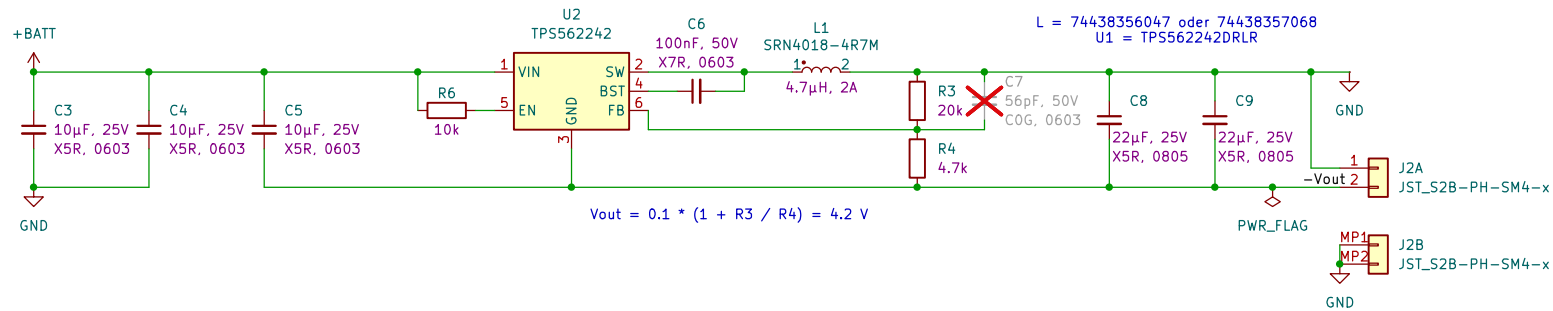 +BATT
C3
10µF, 25V
X5R, 0603
GND
C4
10µF, 25V
X5R, 0603
C5
10µF, 25V
X5R, 0603
R6
10k
U2
TPS562242
1 VIN
5 EN
GND
3
SW 2
BST 4
FB 6
C6
100nF, 50V
X7R, 0603
L1
SRN4018-4R7M
1 2
4.7µH, 2A
L = 74438356047 oder 74438357068
U1 = TPS562242DRLR
R3
20k
R4
4.7k
C7
56pF, 50V
C0G, 0603
C8
22µF, 25V
X5R, 0805
C9
22µF, 25V
X5R, 0805
GND
1
-Vout 2
J2A
JST_S2B-PH-SM4-x
PWR_FLAG
Vout = 0.1 * (1 + R3 / R4) = 4.2 V
MP1
MP2
J2B
JST_S2B-PH-SM4-x
GND